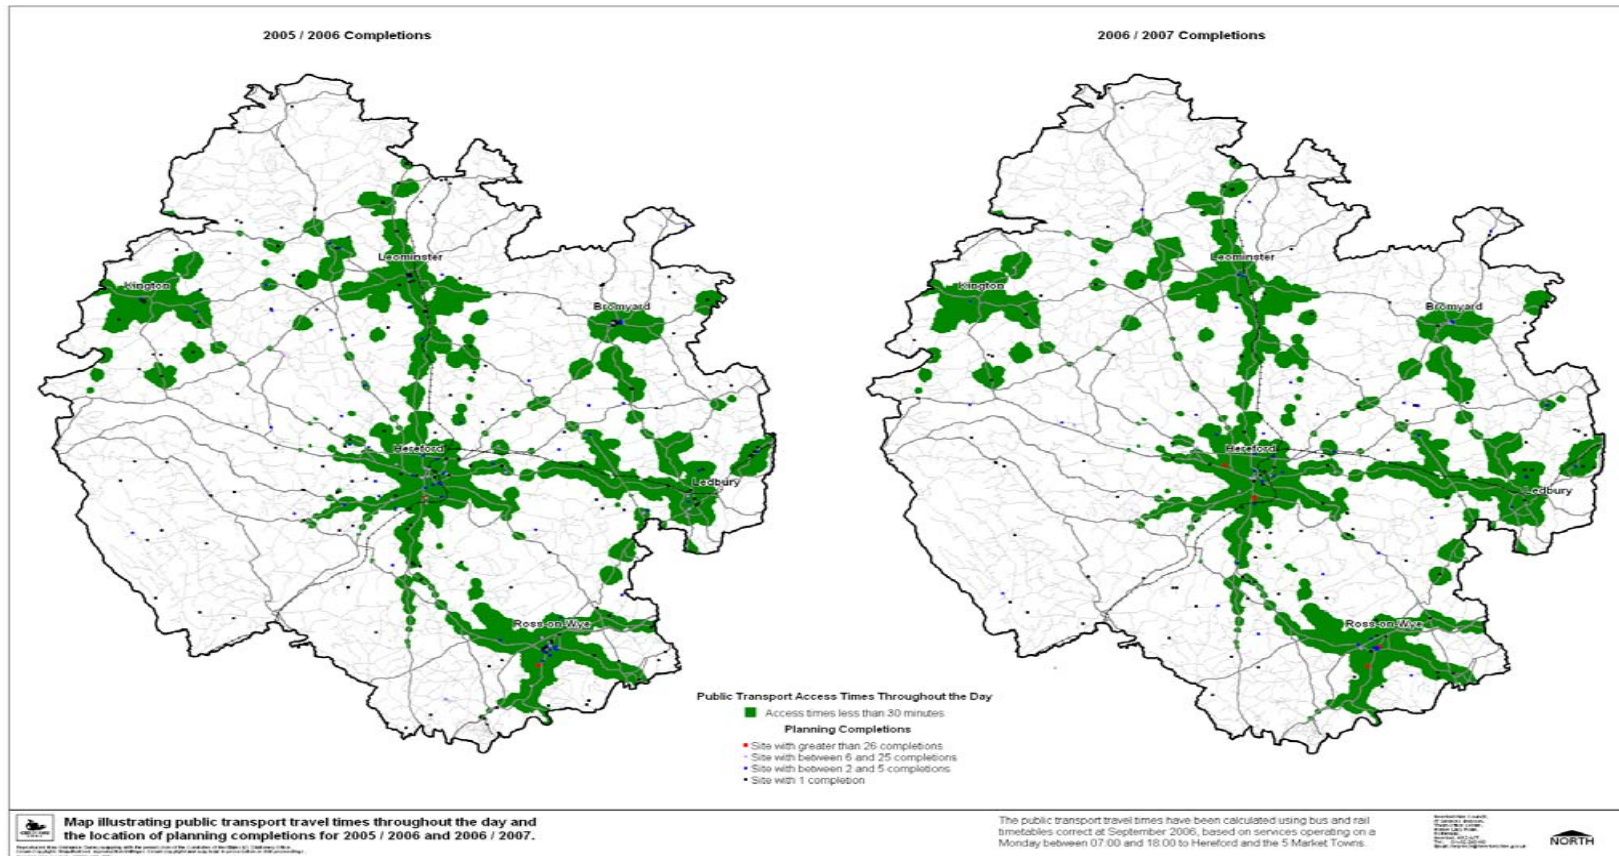 2005 / 2006 Completions
2006 / 2007 Completions
Leominster
Kington
Bromyard
Hereford
Ledbury
Ross-on-Wye
Leominster
Kington
Bromyard
Hereford
Ledbury
Ross-on-Wye
Public Transport Access Times Throughout the Day
Access times less than 30 minutes
Planning Completions
Site with greater than 26 completions
Site with between 6 and 25 completions
Site with between 2 and 5 completions
Site with 1 completion
Map illustrating public transport travel times throughout the day and
the location of planning completions for 2005 / 2006 and 2006 / 2007.
The public transport travel times have been calculated using bus and rail
timetables correct at September 2006, based on services operating on a
Monday between 07:00 and 18:00 to Hereford and the 5 Market Towns.
NORTH